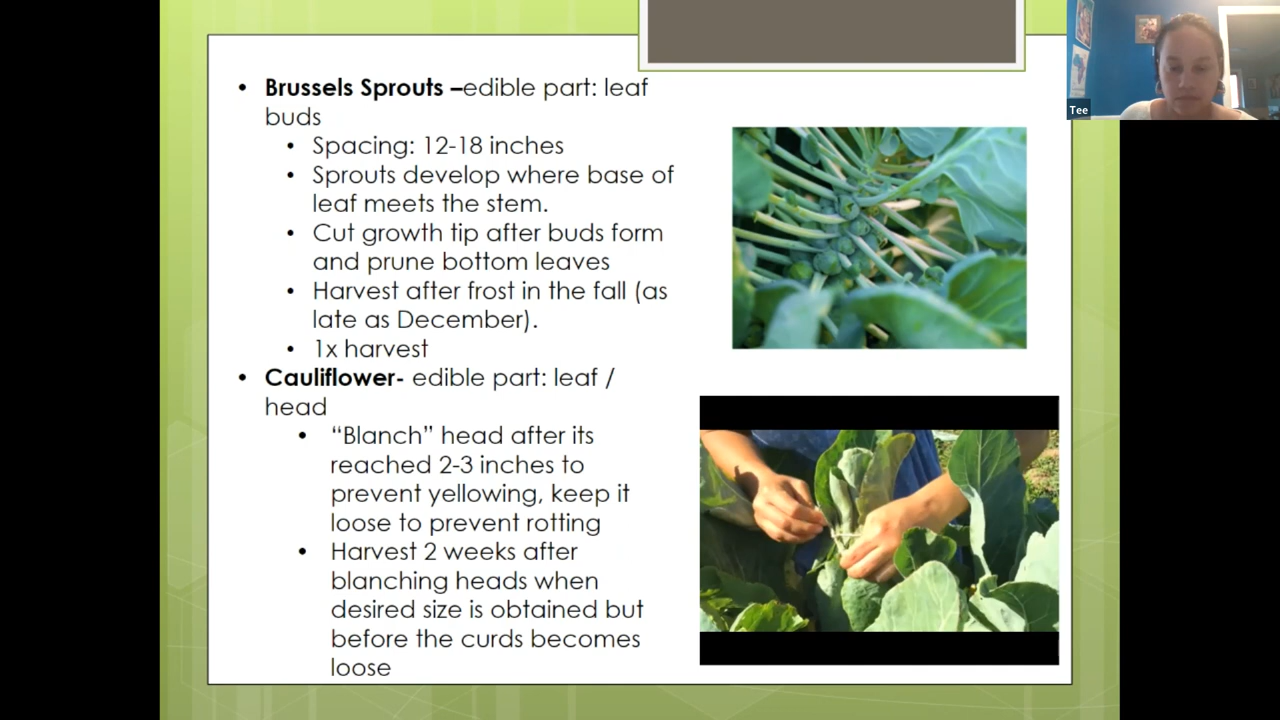 • Brussels Sprouts –edible part: leaf
buds
• Spacing: 12-18 inches
• Sprouts develop where base of
leaf meets the stem.
• Cut growth tip after buds form
and prune bottom leaves
• Harvest after frost in the fall (as
late as December).
• 1x harvest
• Cauliflower- edible part: leaf /
head
• “Blanch” head after its
reached 2-3 inches to
prevent yellowing, keep it
loose to prevent rotting
• Harvest 2 weeks after
blanching heads when
desired size is obtained but
before the curds becomes
loose
Tee